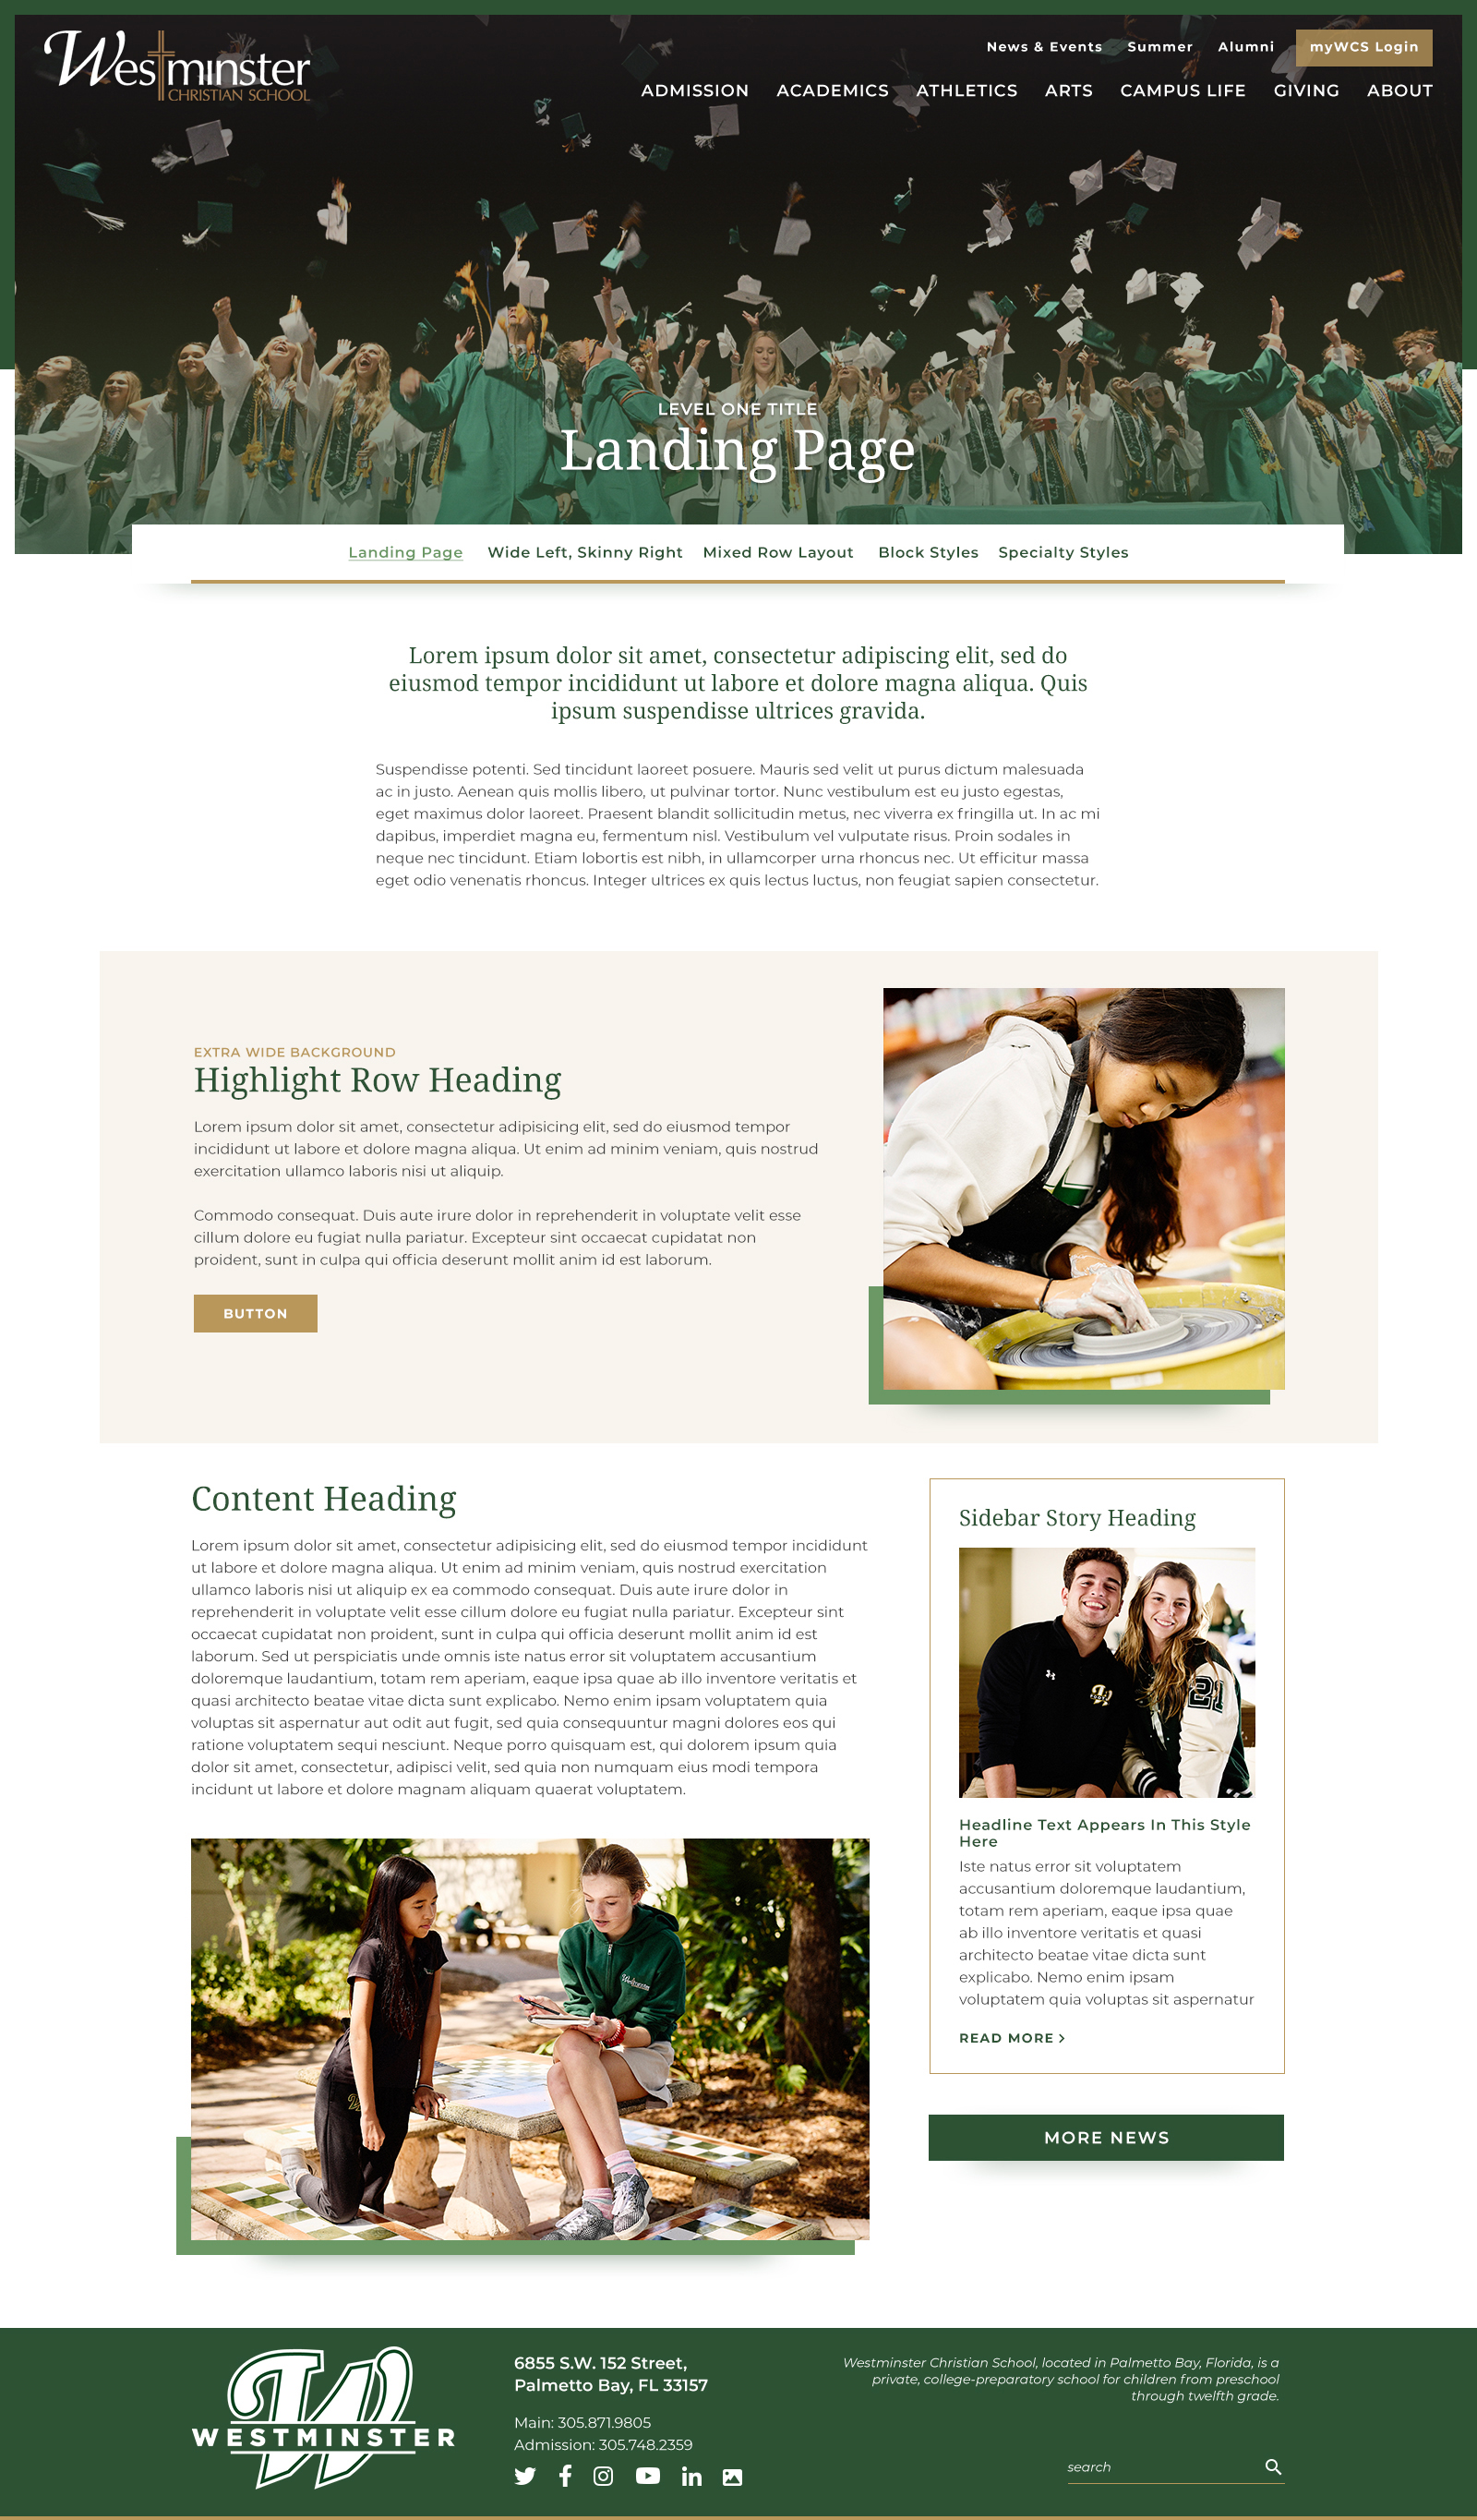 Westminster
CHRISTIAN SCHOOL
News & Events Summer Alumni myWCS Login
ADMISSION ACADEMICS ATHLETICS ARTS CAMPUS LIFE GIVING ABOUT
LEVEL ONE TITLE
Landing Page
Landing Page Wide Left, Skinny Right Mixed Row Layout Block Styles Specialty Styles
Lorem ipsum dolor sit amet, consectetur adipiscing elit, sed do
eiusmod tempor incididunt ut labore et dolore magna aliqua. Quis
ipsum suspendisse ultrices gravida.
Suspendisse potenti. Sed tincidunt laoreet posuere. Mauris sed velit ut purus dictum malesuada
ac in justo. Aenean quis mollis libero, ut pulvinar tortor. Nunc vestibulum est eu justo egestas,
eget maximus dolor laoreet. Praesent blandit sollicitudin metus, nec viverra ex fringilla ut. In ac mi
dapibus, imperdiet magna eu, fermentum nisl. Vestibulum vel vulputate risus. Proin sodales in
neque nec tincidunt. Etiam lobortis est nibh, in ullamcorper urna rhoncus nec. Ut efficitur massa
eget odio venenatis rhoncus. Integer ultrices ex quis lectus luctus, non feugiat sapien consectetur.
EXTRA WIDE BACKGROUND
Highlight Row Heading
Lorem ipsum dolor sit amet, consectetur adipisicing elit, sed do eiusmod tempor
incididunt ut labore et dolore magna aliqua. Ut enim ad minim veniam, quis nostrud
exercitation ullamco laboris nisi ut aliquip.
Commodo consequat. Duis aute irure dolor in reprehenderit in voluptate velit esse
cillum dolore eu fugiat nulla pariatur. Excepteur sint occaecat cupidatat non
proident, sunt in culpa qui officia deserunt mollit anim id est laborum.
BUTTON
Content Heading
Lorem ipsum dolor sit amet, consectetur adipisicing elit, sed do eiusmod tempor incididunt
ut labore et dolore magna aliqua. Ut enim ad minim veniam, quis nostrud exercitation
ullamco laboris nisi ut aliquip ex ea commodo consequat. Duis aute irure dolor in
reprehenderit in voluptate velit esse cillum dolore eu fugiat nulla pariatur. Excepteur sint
occaecat cupidatat non proident, sunt in culpa qui officia deserunt mollit anim id est
laborum. Sed ut perspiciatis unde omnis iste natus error sit voluptatem accusantium
doloremque laudantium, totam rem aperiam, eaque ipsa quae ab illo inventore veritatis et
quasi architecto beatae vitae dicta sunt explicabo. Nemo enim ipsam voluptatem quia
voluptas sit aspernatur aut odit aut fugit, sed quia consequuntur magni dolores eos qui
ratione voluptatem sequi nesciunt. Neque porro quisquam est, qui dolorem ipsum quia
dolor sit amet, consectetur, adipisci velit, sed quia non numquam eius modi tempora
incidunt ut labore et dolore magnam aliquam quaerat voluptatem.
Westminster
Sidebar Story Heading
W
21
Headline Text Appears In This Style
Here
Iste natus error sit voluptatem
accusantium doloremque laudantium,
totam rem aperiam, eaque ipsa quae
ab illo inventore veritatis et quasi
architecto beatae vitae dicta sunt
explicabo. Nemo enim ipsam
voluptatem quia voluptas sit aspernatur
READ MORE >
MORE NEWS
W
WESTMINSTER
6855 S.W. 152 Street,
Palmetto Bay, FL 33157
Main: 305.871.9805
Admission: 305.748.2359
Westminster Christian School, located in Palmetto Bay, Florida, is a
private, college-preparatory school for children from preschool
through twelfth grade.
search